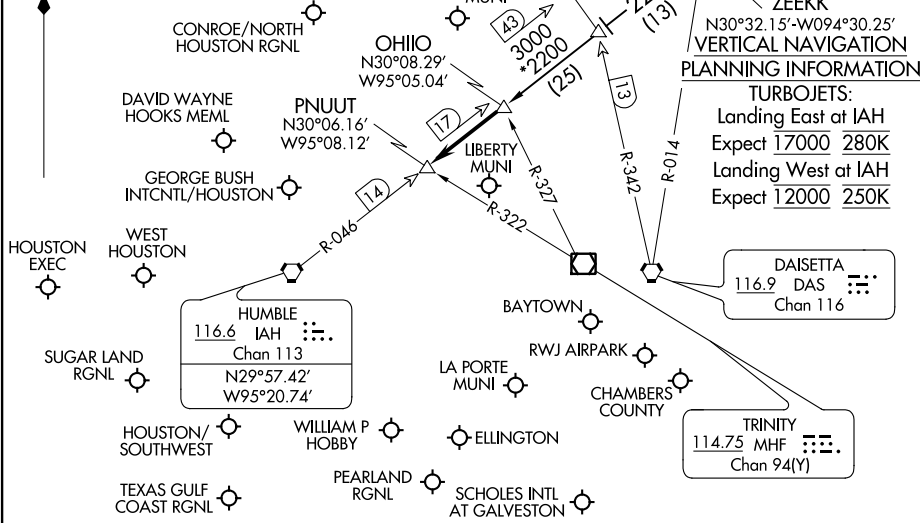 MUNI
ZEEKK
N30°32.15'-W094°30.25'
CONROE/NORTH
HOUSTON RGNL
43
(13)
3000
*2200
(25)
OHIIO
N30°08.29'
W95°05.04'
VERTICAL NAVIGATION
PLANNING INFORMATION
TURBOJETS:
Landing East at IAH
Expect 17000 280K
Landing West at IAH
Expect 12000 250K
DAVID WAYNE
HOOKS MEML
PNUUT
N30°06.16'
W95°08.12'
17
13
LIBERTY
MUNI
R-327
R-342
R-014
GEORGE BUSH
INTCNTL/HOUSTON
14
R-046
R-322
HOUSTON
EXEC
WEST
HOUSTON
HUMBLE
116.6 IAH
Chan 113
N29°57.42'
W95°20.74'
DAISETTA
116.9 DAS
Chan 116
BAYTOWN
RWJ AIRPARK
SUGAR LAND
RGNL
LA PORTE
MUNI
CHAMBERS
COUNTY
HOUSTON/
SOUTHWEST
WILLIAM P
HOBBY
ELLINGTON
TRINITY
114.75 MHF
Chan 94(Y)
TEXAS GULF
COAST RGNL
PEARLAND
RGNL
SCHOLES INTL
AT GALVESTON